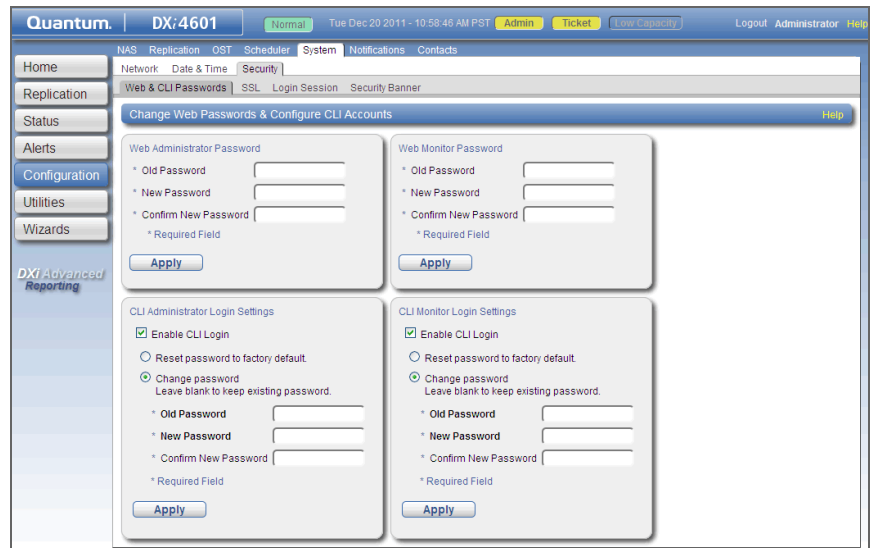 Quantum. DXi4601 Normal Tue Dec 20 2011 - 10:58:46 AM PST Admin Ticket Low Capacity Logout Administrator Help
NAS Replication OST Scheduler System Notifications Contacts
Network Date & Time Security
Web & CLI Passwords SSL Login Session Security Banner
Home
Replication
Status
Alerts
Configuration
Utilities
Wizards
DXi Advanced
Reporting
Change Web Passwords & Configure CLI Accounts Help
Web Administrator Password
* Old Password
* New Password
* Confirm New Password
* Required Field
Apply
Web Monitor Password
* Old Password
* New Password
* Confirm New Password
* Required Field
Apply
CLI Administrator Login Settings
Enable CLI Login
Reset password to factory default.
Change password
Leave blank to keep existing password.
* Old Password
* New Password
* Confirm New Password
* Required Field
Apply
CLI Monitor Login Settings
Enable CLI Login
Reset password to factory default.
Change password
Leave blank to keep existing password.
* Old Password
* New Password
* Confirm New Password
* Required Field
Apply